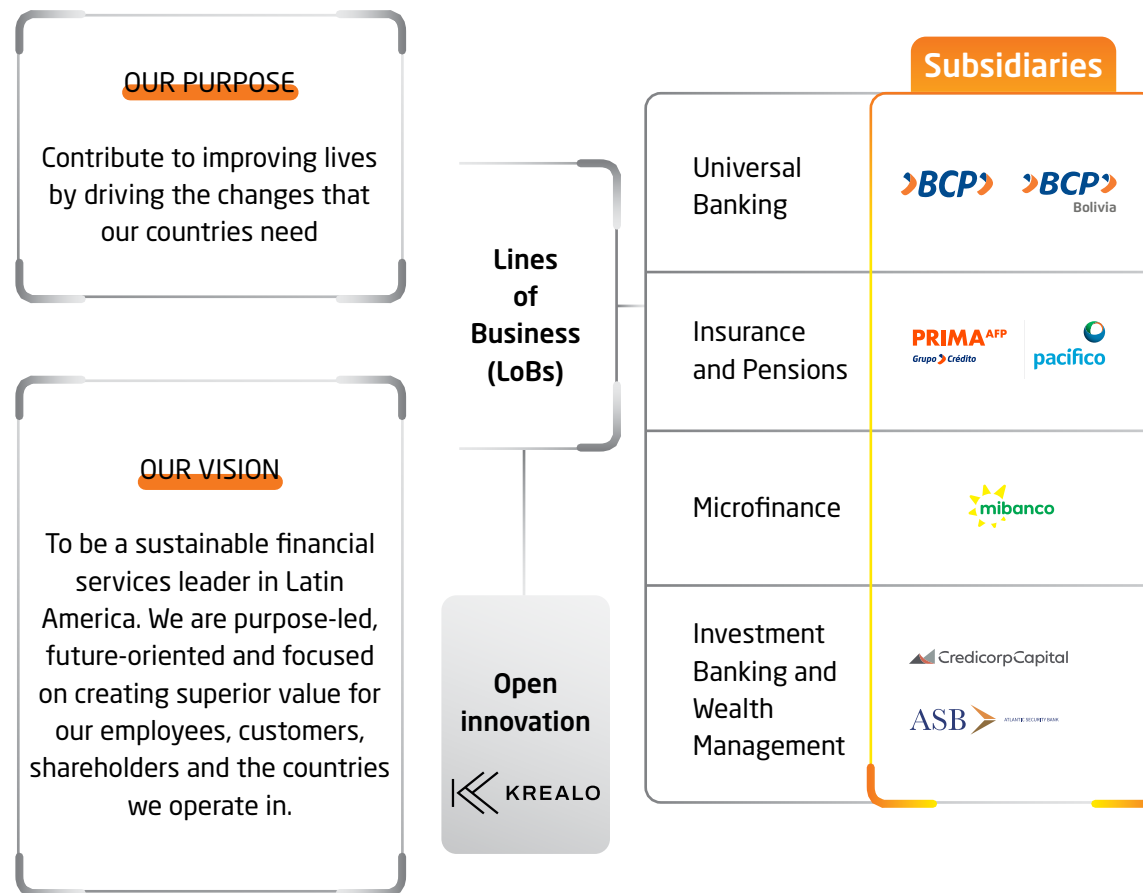 OUR PURPOSE
Contribute to improving lives
by driving the changes that
our countries need
OUR VISION
To be a sustainable financial
services leader in Latin
America. We are purpose-led,
future-oriented and focused
on creating superior value for
our employees, customers,
shareholders and the countries
we operate in.
Lines
of
Business
(LoBs)
Open
innovation
KREALO
Subsidiaries
Universal
Banking
BCP
BCP
Bolivia
Insurance
and Pensions
PRIMA AFP
Grupo Crédito
pacifico
Microfinance
mibanco
Investment
Banking and
Wealth
Management
CredicorpCapital
ASB
ATLANTIC SECURITY BANK